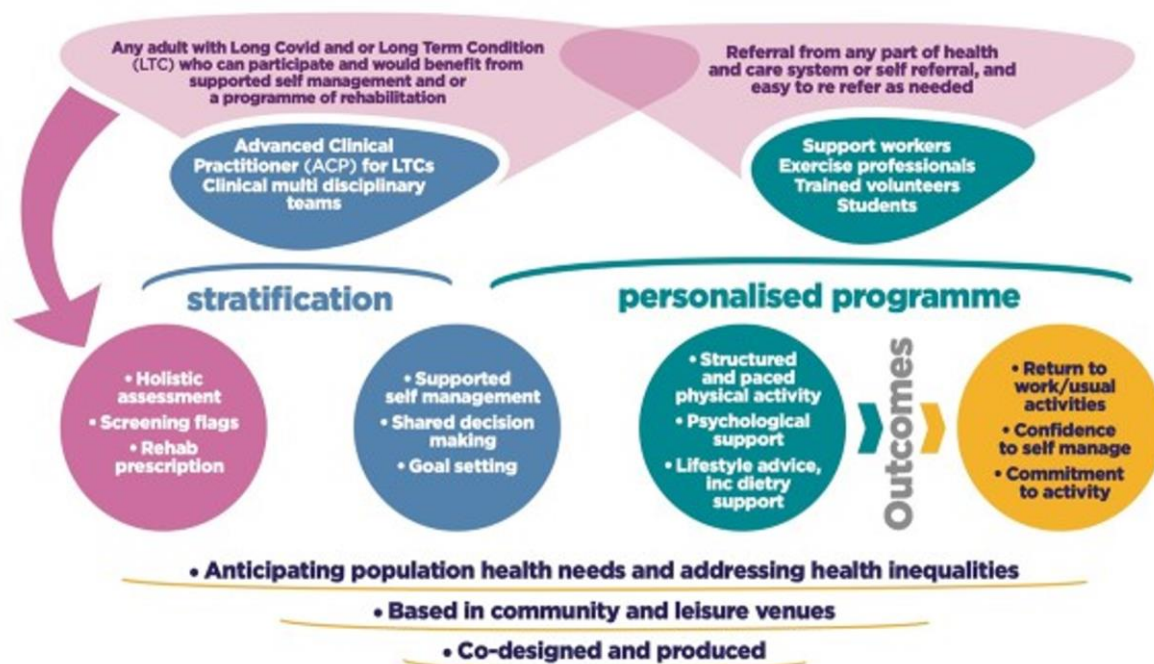 Any adult with Long Covid and or Long Term Condition
(LTC) who can participate and would benefit from
supported self management and or
a programme of rehabilitation
Referral from any part of health
and care system or self referral, and
easy to re refer as needed
Advanced Clinical
Practitioner (ACP) for LTCs
Clinical multi disciplinary
teams
Support workers
Exercise professionals
Trained volunteers
Students
stratification
personalised programme
• Holistic
assessment
• Screening flags
• Rehab
prescription
• Supported
self management
• Shared decision
making
• Goal setting
• Structured
and paced
physical activity
• Psychological
support
• Lifestyle advice,
inc dietry
support
Outcomes
• Return to
work/usual
activities
• Confidence
to self manage
• Commitment
to activity
• Anticipating population health needs and addressing health inequalities
• Based in community and leisure venues
• Co-designed and produced